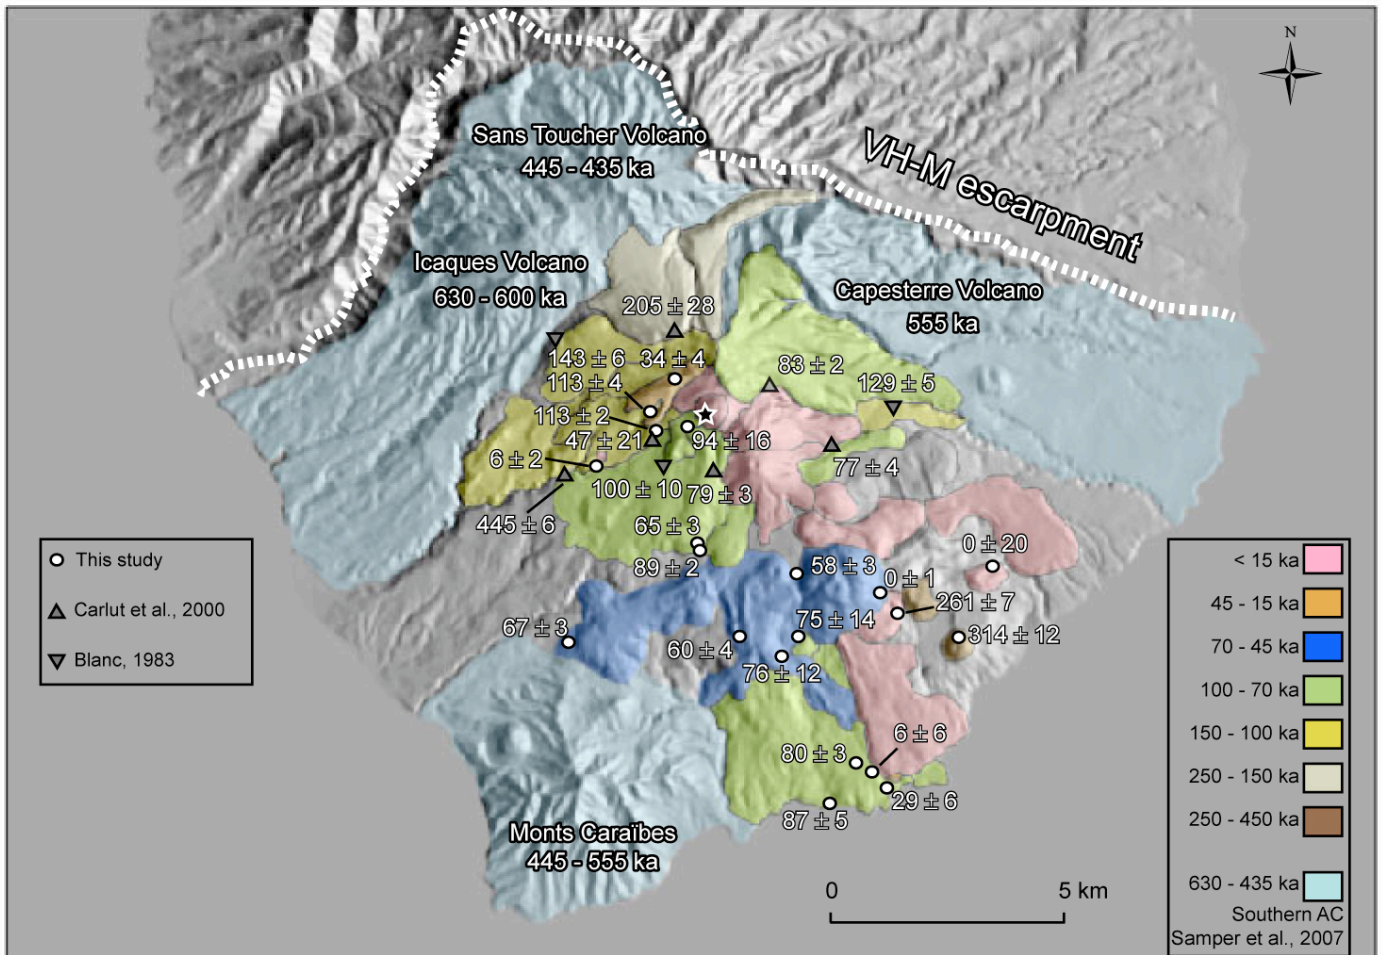 N
VH-M escarpment
Sans Toucher Volcano
445 - 435 ka
Icaques Volcano
630 - 600 ka
Capesterre Volcano
555 ka
205 ± 28
143 ± 6
34 ± 4
83 ± 2
113 ± 4
129 ± 5
113 ± 2
47 ± 21
94 ± 16
6 ± 2
77 ± 4
100 ± 10
79 ± 3
445 ± 6
65 ± 3
89 ± 2
58 ± 3
0 ± 1
0 ± 20
261 ± 7
67 ± 3
60 ± 4
75 ± 14
314 ± 12
76 ± 12
80 ± 3
6 ± 6
29 ± 6
87 ± 5
Monts Caraïbes
445 - 555 ka
This study
Carlut et al., 2000
Blanc, 1983
0
5 km
< 15 ka
45 - 15 ka
70 - 45 ka
100 - 70 ka
150 - 100 ka
250 - 150 ka
250 - 450 ka
630 - 435 ka
Southern AC
Samper et al., 2007